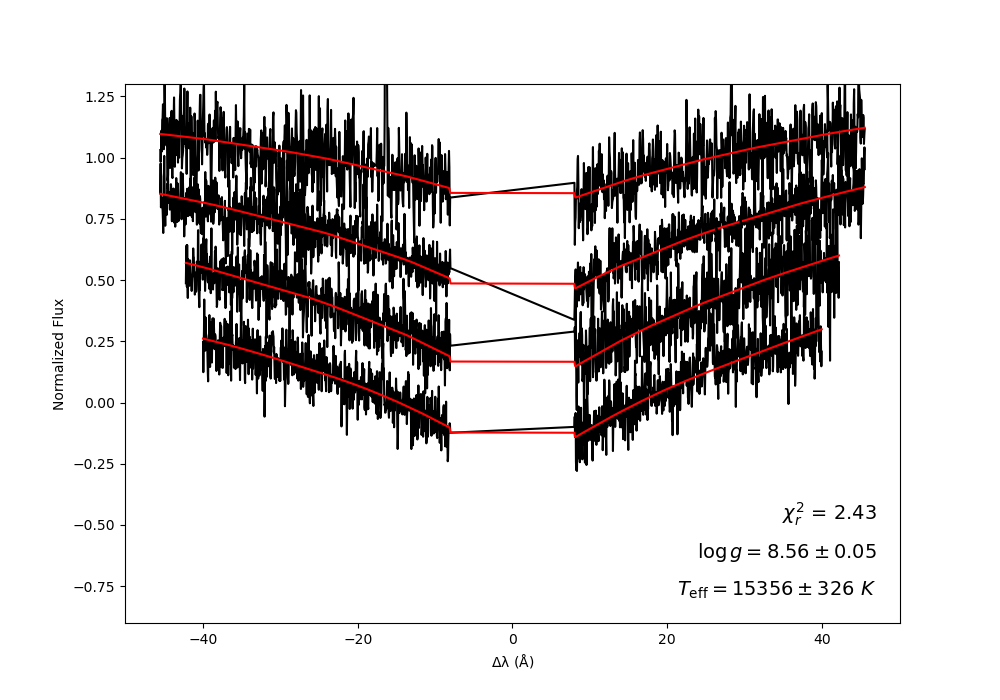 1.25
1.00
0.75
0.50
0.25
0.00
−0.25
−0.50
−0.75
Normalized Flux
χ²ᵣ = 2.43
log g = 8.56 ± 0.05
T_eff = 15356 ± 326 K
−40 −20 0 20 40
Δλ (Å)